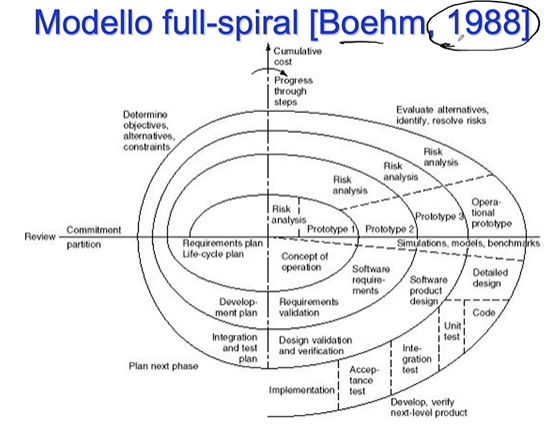 Modello full-spiral [Boehm, 1988]
Cumulative
cost
Progress
through
steps
Determine
objectives,
alternatives,
constraints
Evaluate alternatives,
identify, resolve risks
Risk
analysis
Risk
analysis
Risk
analysis
Risk
analysis
Prototype 1
Prototype 2
Prototype 3
Opera-
tional
prototype
Review
Commitment
partition
Requirements plan
Life-cycle plan
Simulations, models, benchmarks
Concept of
operation
Software
require-
ments
Software
product
design
Detailed
design
Develop-
ment plan
Requirements
validation
Code
Unit
test
Integration
and test
plan
Design validation
and verification
Inte-
gration
test
Plan next phase
Accep-
tance
test
Implementation
Develop, verify
next-level product